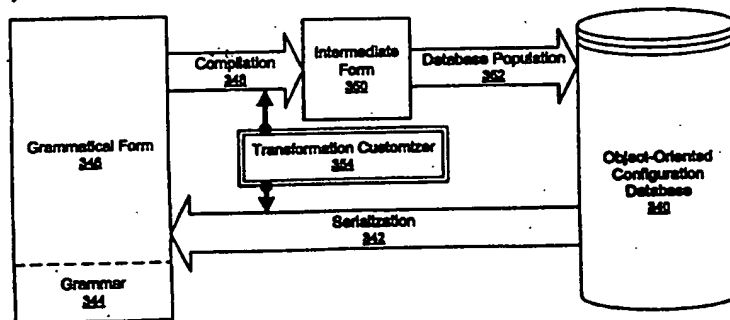 Compilation
348
Intermediate
Form
350
Database Population
352
Grammatical Form
346
Transformation Customizer
354
Object-Oriented
Configuration
Database
340
Serialization
342
Grammar
344